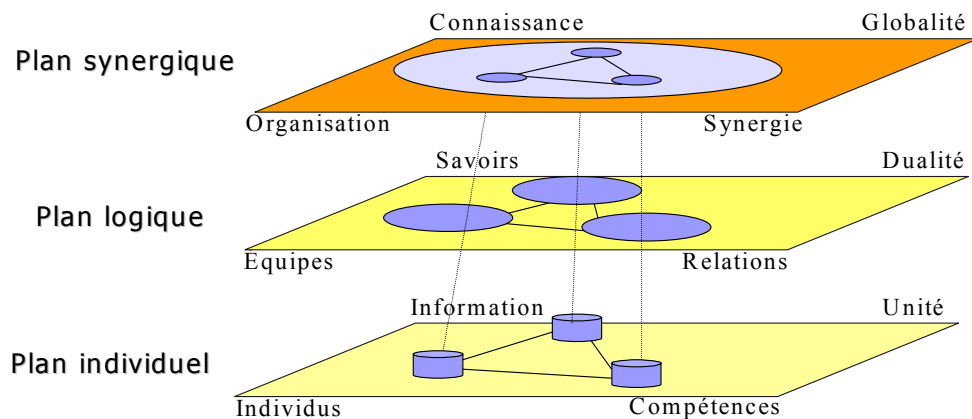 Connaissance
Globalité
Plan synergique
Organisation
Synergie
Savoirs
Dualité
Plan logique
Equipes
Relations
Information
Unité
Plan individuel
Individus
Compétences